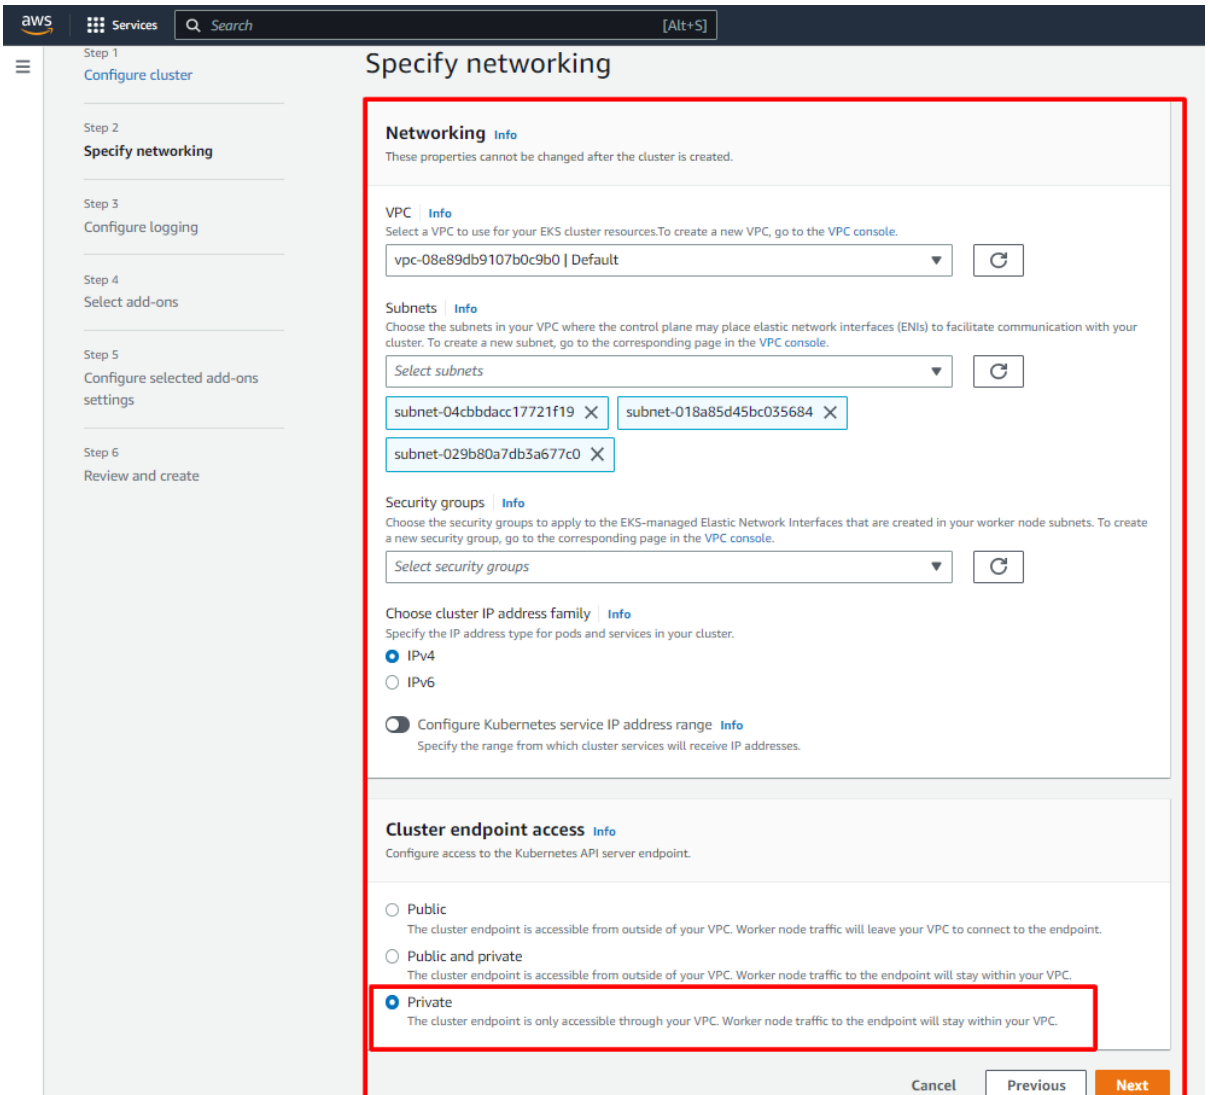 aws
Services
Search
[Alt+S]
Step 1
Configure cluster
Step 2
Specify networking
Step 3
Configure logging
Step 4
Select add-ons
Step 5
Configure selected add-ons
settings
Step 6
Review and create
Specify networking
Networking Info
These properties cannot be changed after the cluster is created.
VPC Info
Select a VPC to use for your EKS cluster resources.To create a new VPC, go to the VPC console.
vpc-08e89db9107b0c9b0 | Default
Subnets Info
Choose the subnets in your VPC where the control plane may place elastic network interfaces (ENIs) to facilitate communication with your
cluster. To create a new subnet, go to the corresponding page in the VPC console.
Select subnets
subnet-04cbbdacc17721f19
subnet-018a85d45bc035684
subnet-029b80a7db3a677c0
Security groups Info
Choose the security groups to apply to the EKS-managed Elastic Network Interfaces that are created in your worker node subnets. To create
a new security group, go to the corresponding page in the VPC console.
Select security groups
Choose cluster IP address family Info
Specify the IP address type for pods and services in your cluster.
IPv4
IPv6
Configure Kubernetes service IP address range Info
Specify the range from which cluster services will receive IP addresses.
Cluster endpoint access Info
Configure access to the Kubernetes API server endpoint.
Public
The cluster endpoint is accessible from outside of your VPC. Worker node traffic will leave your VPC to connect to the endpoint.
Public and private
The cluster endpoint is accessible from outside of your VPC. Worker node traffic to the endpoint will stay within your VPC.
Private
The cluster endpoint is only accessible through your VPC. Worker node traffic to the endpoint will stay within your VPC.
Cancel
Previous
Next